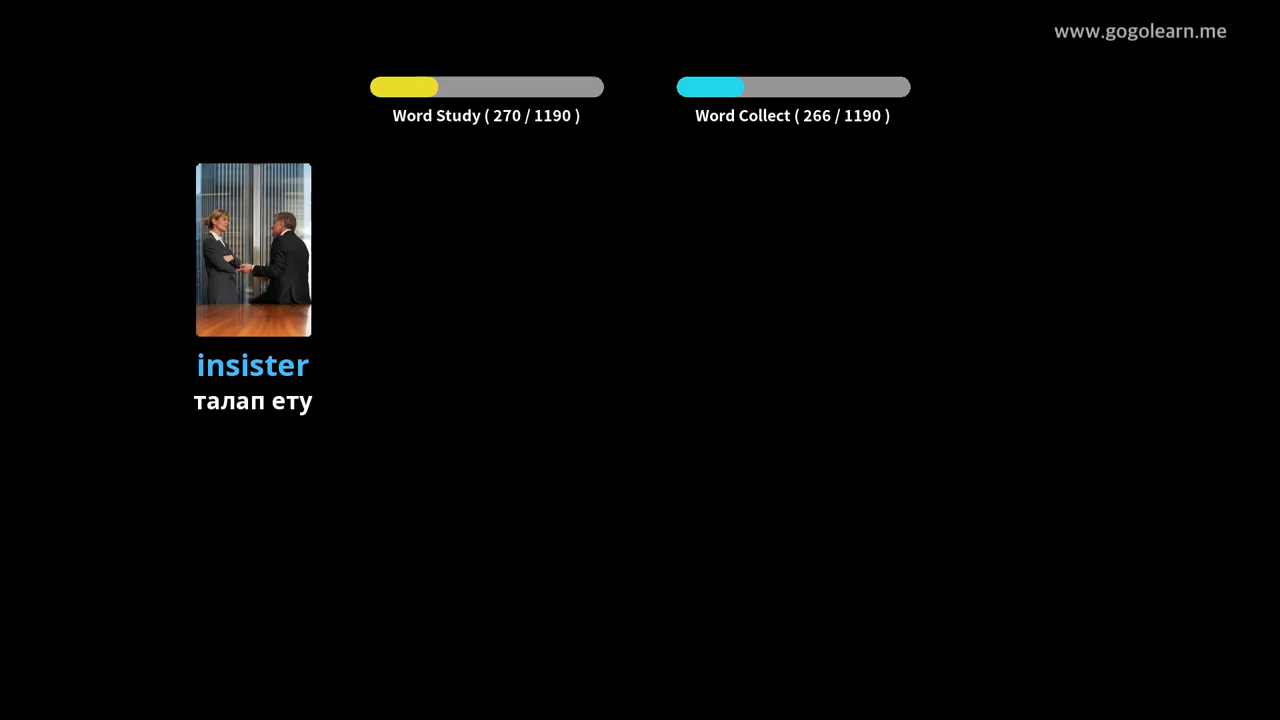 www.gogolearn.me
Word Study ( 270 / 1190 )
Word Collect ( 266 / 1190 )
insister
талап ету